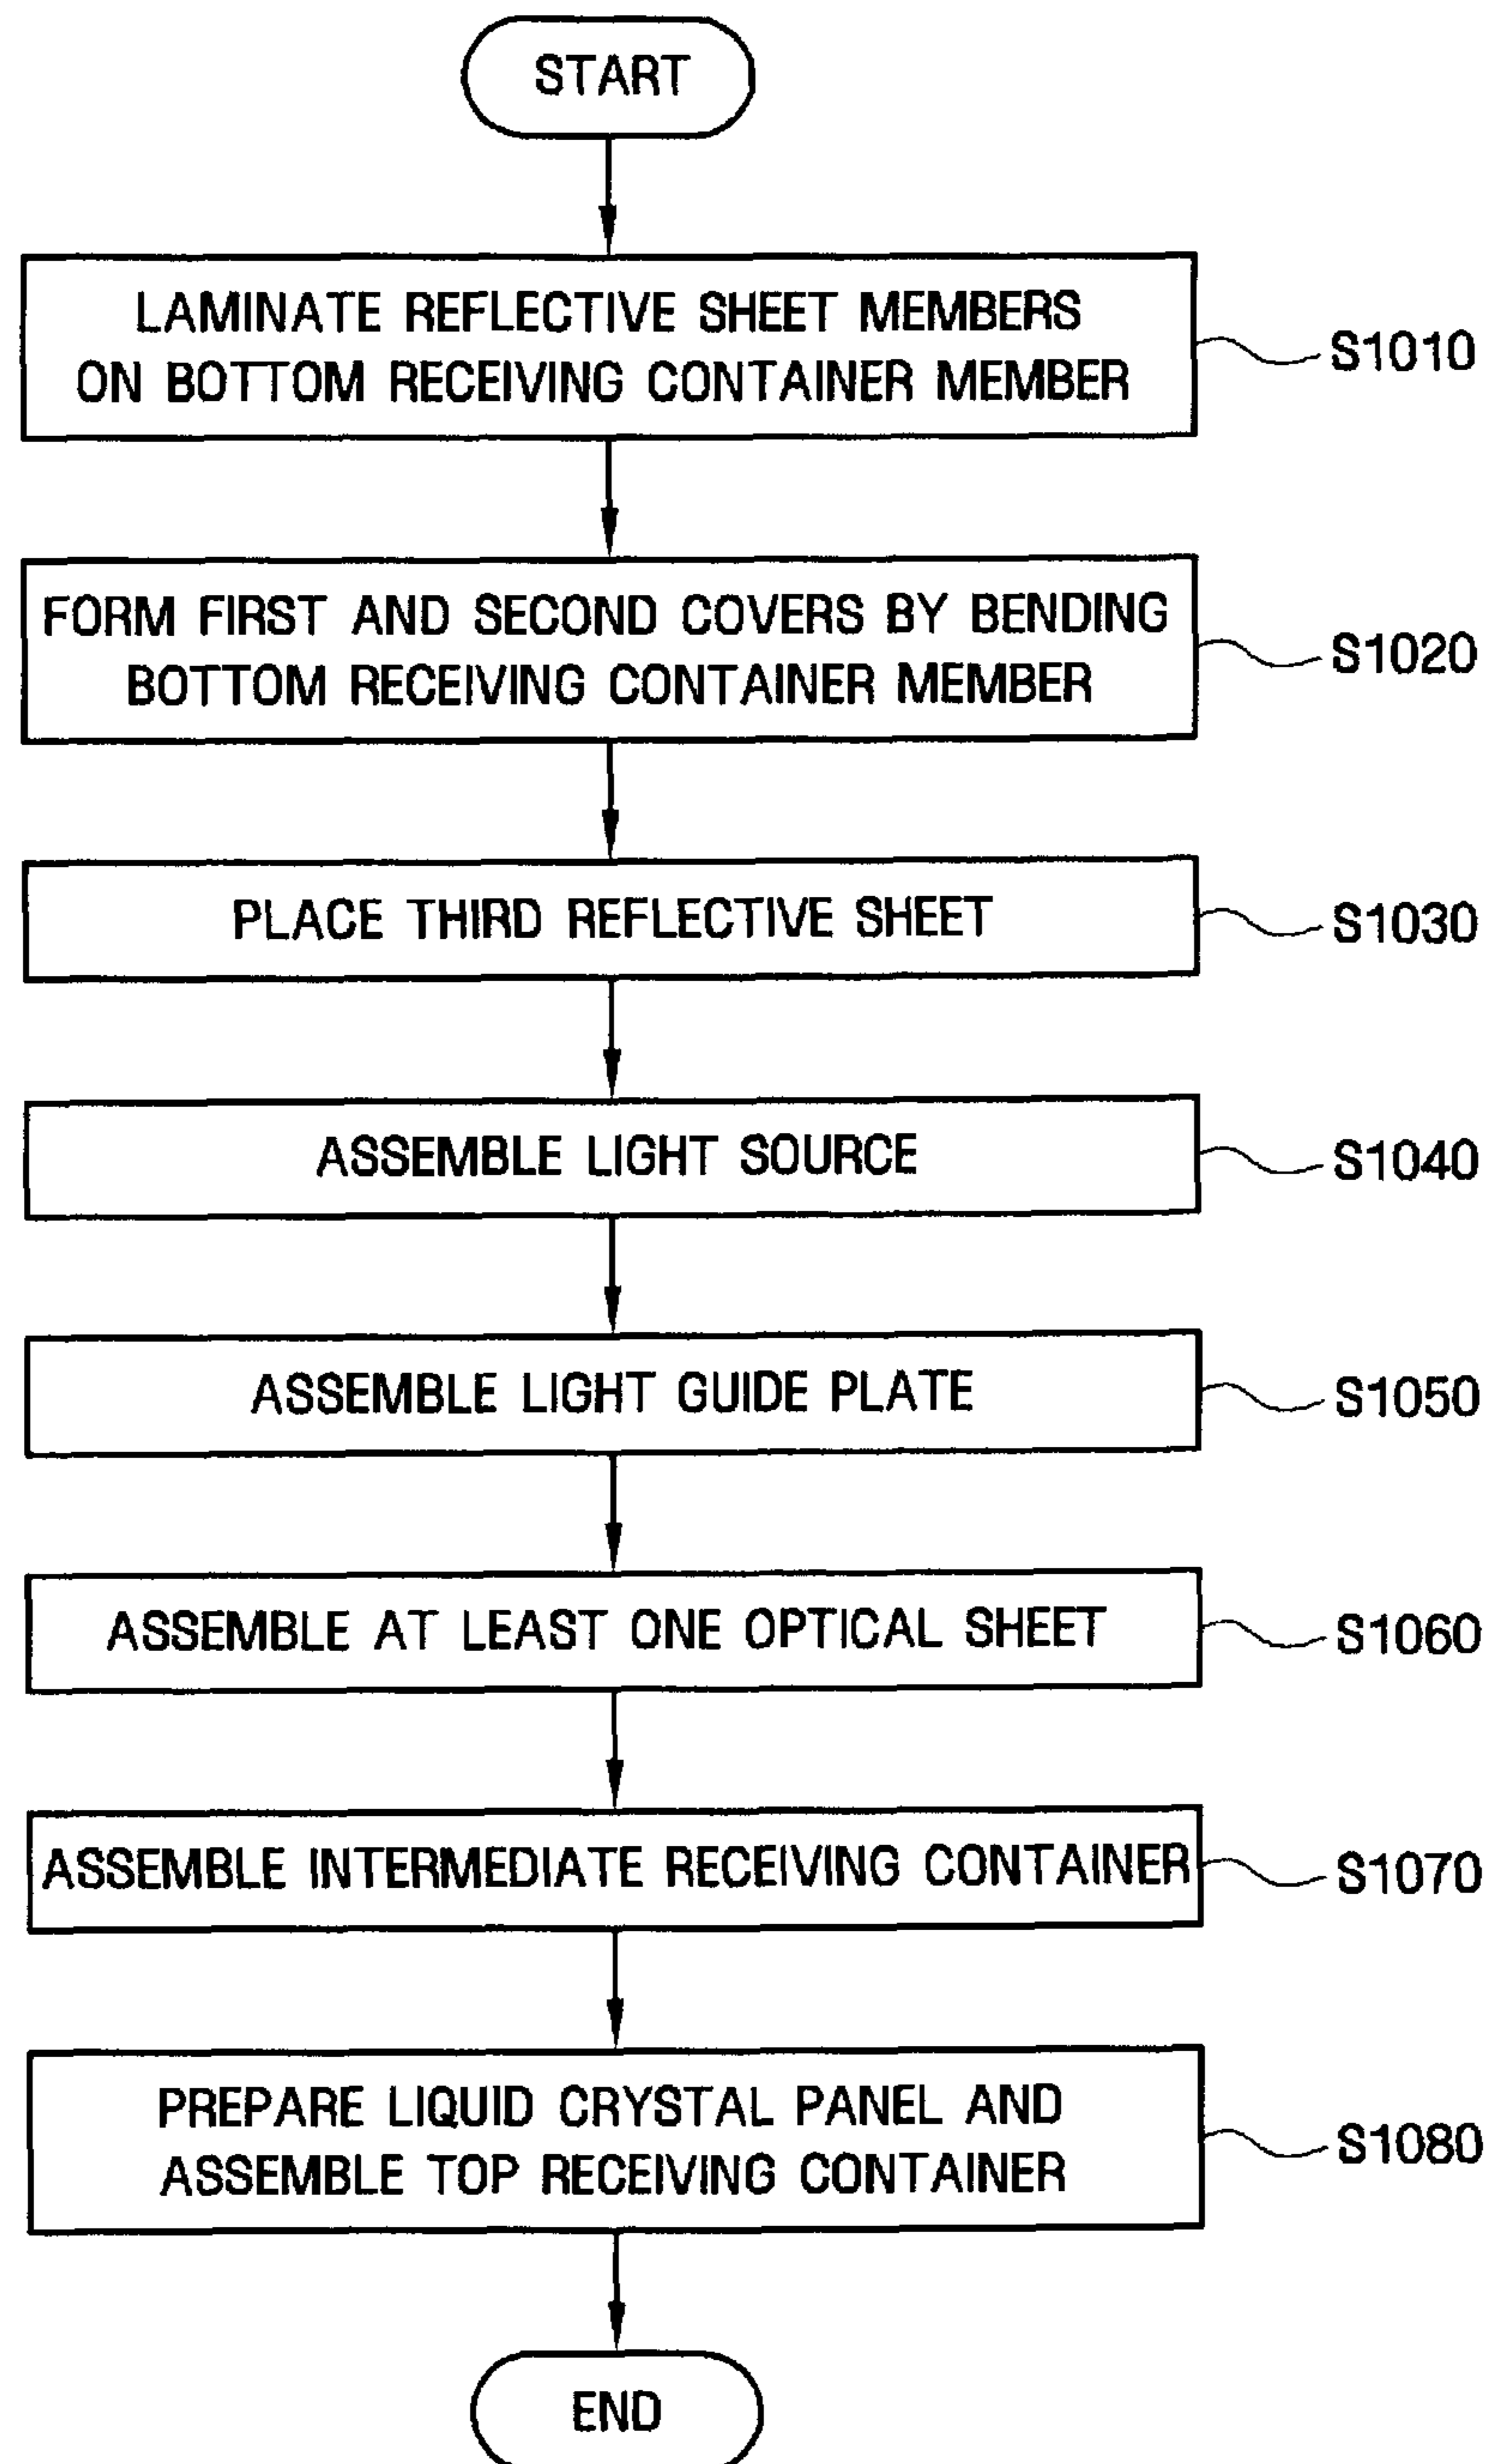 START
LAMINATE REFLECTIVE SHEET MEMBERS
ON BOTTOM RECEIVING CONTAINER MEMBER
S1010
FORM FIRST AND SECOND COVERS BY BENDING
BOTTOM RECEIVING CONTAINER MEMBER
S1020
PLACE THIRD REFLECTIVE SHEET
S1030
ASSEMBLE LIGHT SOURCE
S1040
ASSEMBLE LIGHT GUIDE PLATE
S1050
ASSEMBLE AT LEAST ONE OPTICAL SHEET
S1060
ASSEMBLE INTERMEDIATE RECEIVING CONTAINER
S1070
PREPARE LIQUID CRYSTAL PANEL AND
ASSEMBLE TOP RECEIVING CONTAINER
S1080
END